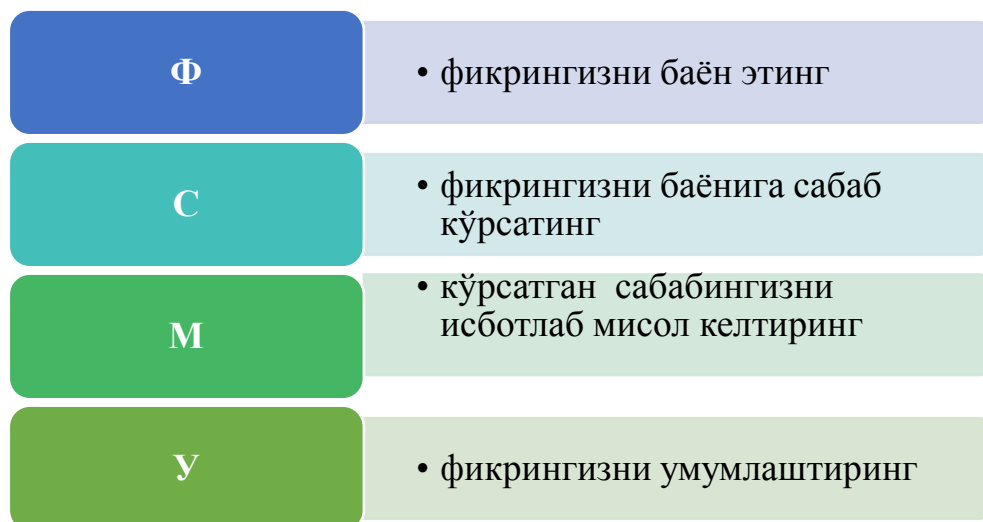 Ф
• фикрингизни баён этинг
С
• фикрингизни баёнига сабаб
кўрсатинг
М
• кўрсатган сабабингизни
исботлаб мисол келтиринг
У
• фикрингизни умумлаштиринг